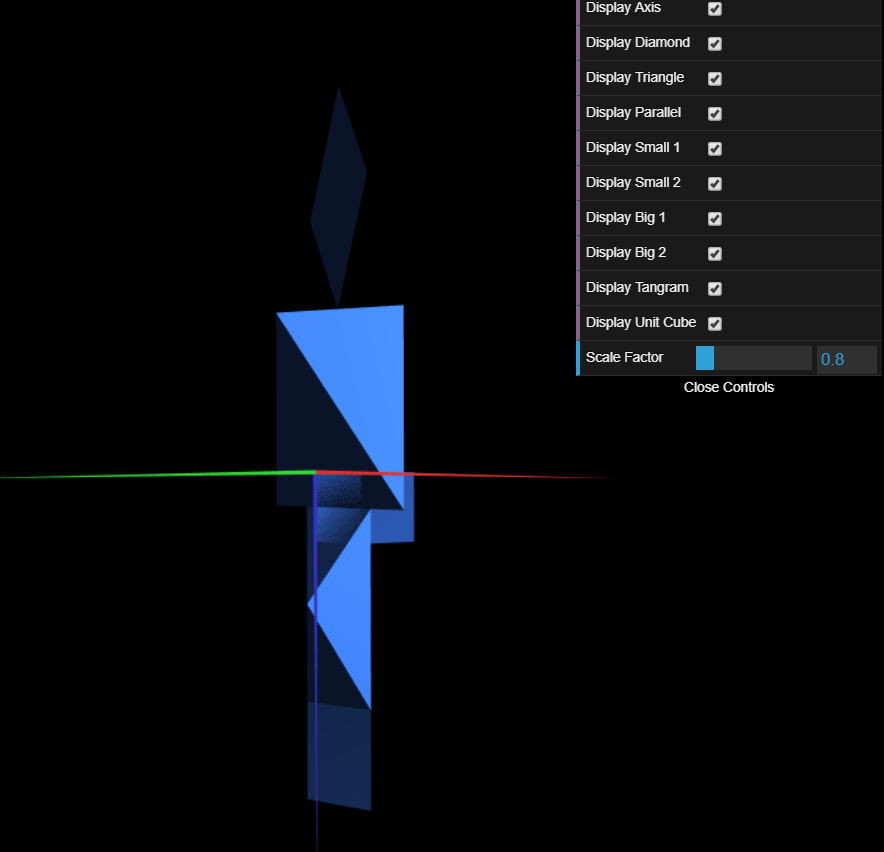 Display Axis
Display Diamond
Display Triangle
Display Parallel
Display Small 1
Display Small 2
Display Big 1
Display Big 2
Display Tangram
Display Unit Cube
Scale Factor 0.8
Close Controls